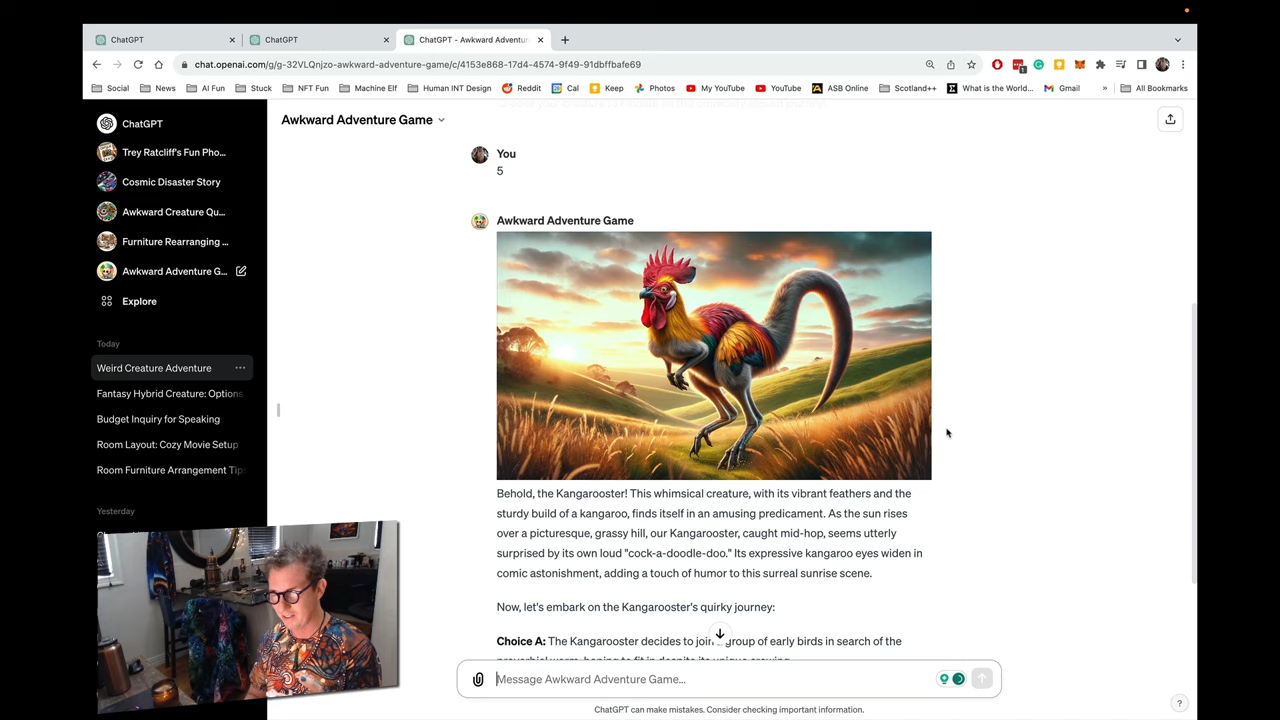 ChatGPT
ChatGPT
ChatGPT - Awkward Adventur
chat.openai.com/g/g-32VLQnjzo-awkward-adventure-game/c/4153e868-17d4-4574-9f49-91dbffbafe69
Social News AI Fun Stuck NFT Fun Machine Elf Human INT Design Reddit Cal Keep Photos My YouTube YouTube ASB Online Scotland++ What is the World... Gmail » All Bookmarks
ChatGPT
Trey Ratcliff's Fun Pho...
Cosmic Disaster Story
Awkward Creature Qu...
Furniture Rearranging ...
Awkward Adventure G...
Explore
Today
Weird Creature Adventure
Fantasy Hybrid Creature: Options
Budget Inquiry for Speaking
Room Layout: Cozy Movie Setup
Room Furniture Arrangement Tips
Yesterday
Awkward Adventure Game
You
5
Awkward Adventure Game
Behold, the Kangarooster! This whimsical creature, with its vibrant feathers and the
sturdy build of a kangaroo, finds itself in an amusing predicament. As the sun rises
over a picturesque, grassy hill, our Kangarooster, caught mid-hop, seems utterly
surprised by its own loud "cock-a-doodle-doo." Its expressive kangaroo eyes widen in
comic astonishment, adding a touch of humor to this surreal sunrise scene.
Now, let's embark on the Kangarooster's quirky journey:
Choice A: The Kangarooster decides to join a group of early birds in search of the
Message Awkward Adventure Game...
ChatGPT can make mistakes. Consider checking important information.
?